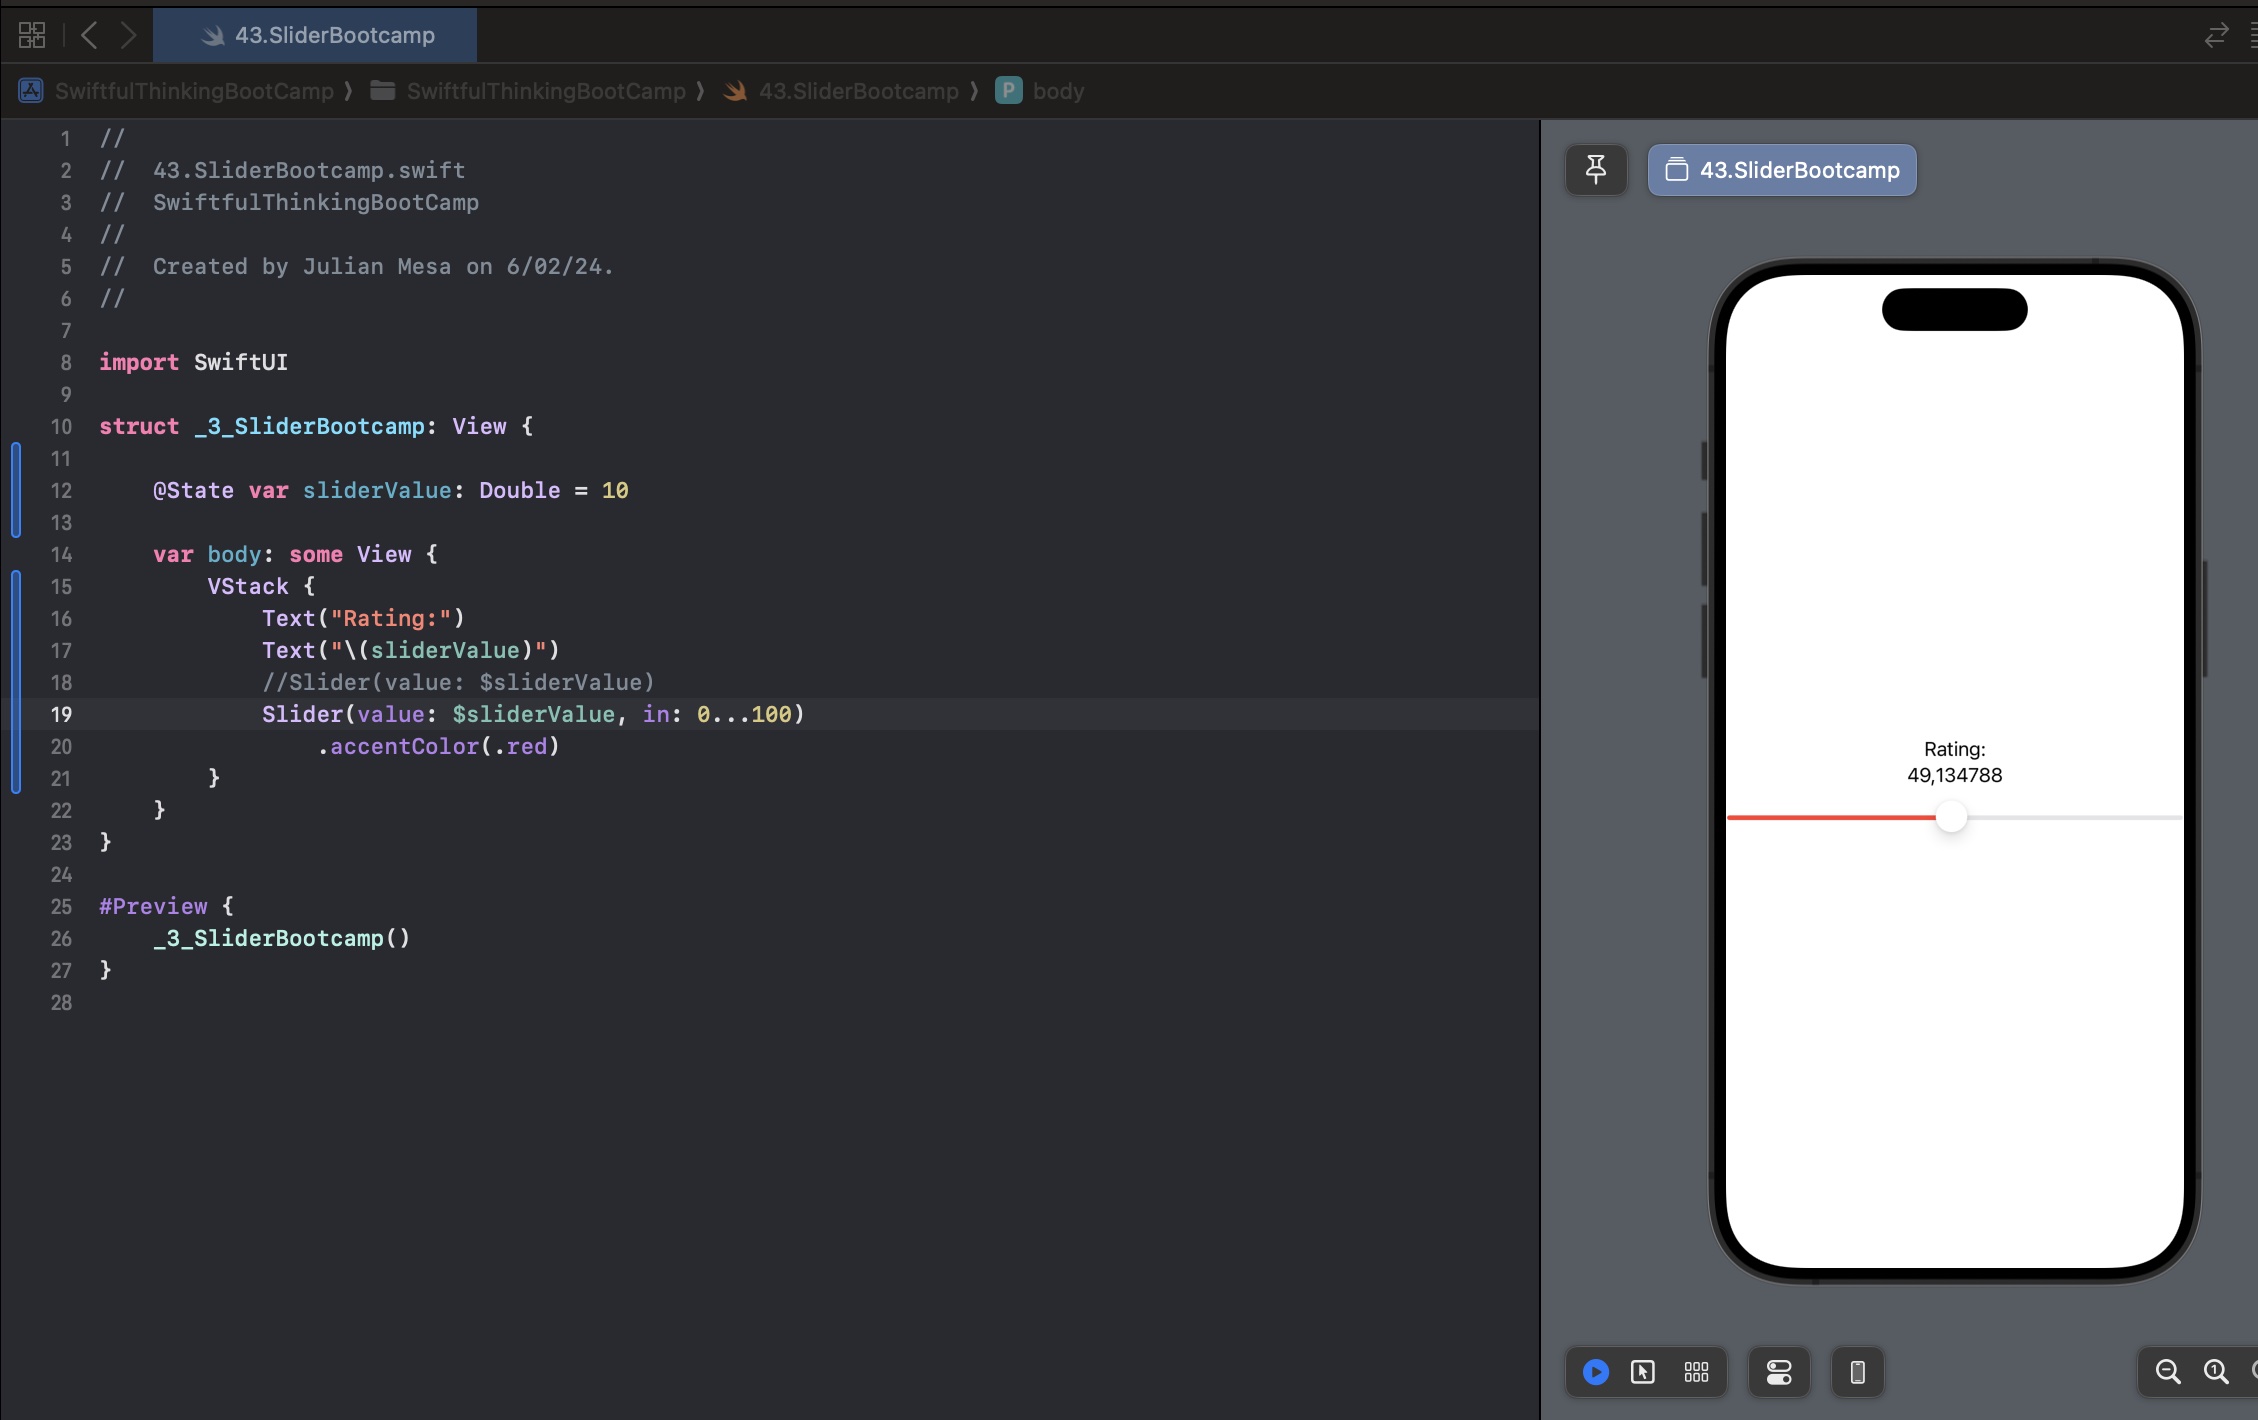 43.SliderBootcamp
SwiftfulThinkingBootCamp ❭ SwiftfulThinkingBootCamp ❭ 43.SliderBootcamp ❭ P body
1 //
2 //  43.SliderBootcamp.swift
3 //  SwiftfulThinkingBootCamp
4 //
5 //  Created by Julian Mesa on 6/02/24.
6 //
7
8 import SwiftUI
9
10 struct _3_SliderBootcamp: View {
11
12     @State var sliderValue: Double = 10
13
14     var body: some View {
15         VStack {
16             Text("Rating:")
17             Text("\(sliderValue)")
18             //Slider(value: $sliderValue)
19             Slider(value: $sliderValue, in: 0...100)
20                 .accentColor(.red)
21         }
22     }
23 }
24
25 #Preview {
26     _3_SliderBootcamp()
27 }
28
43.SliderBootcamp
Rating:
49,134788